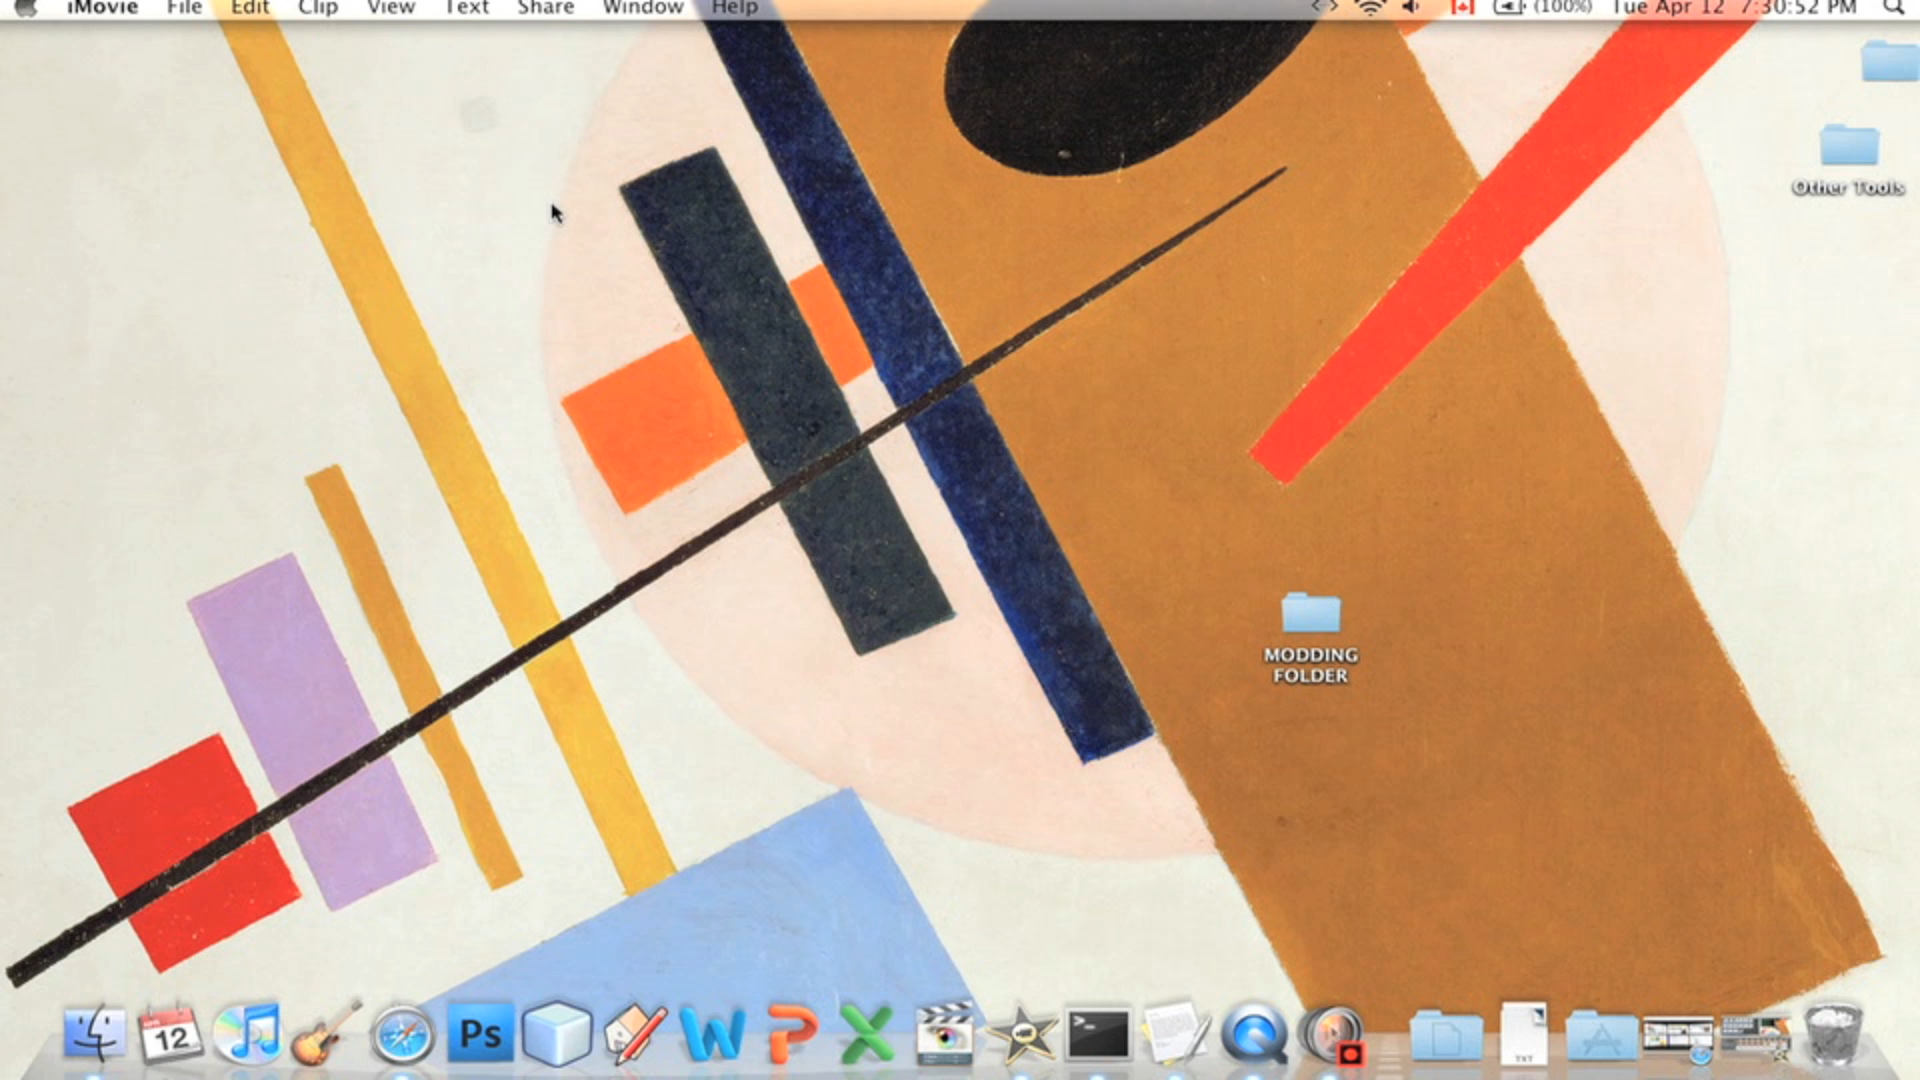 iMovie File Edit Clip View Text Share Window Help (100%) Tue Apr 12 7:30:52 PM
Other Tools
MODDING
FOLDER
12
Ps
W P X
TXT